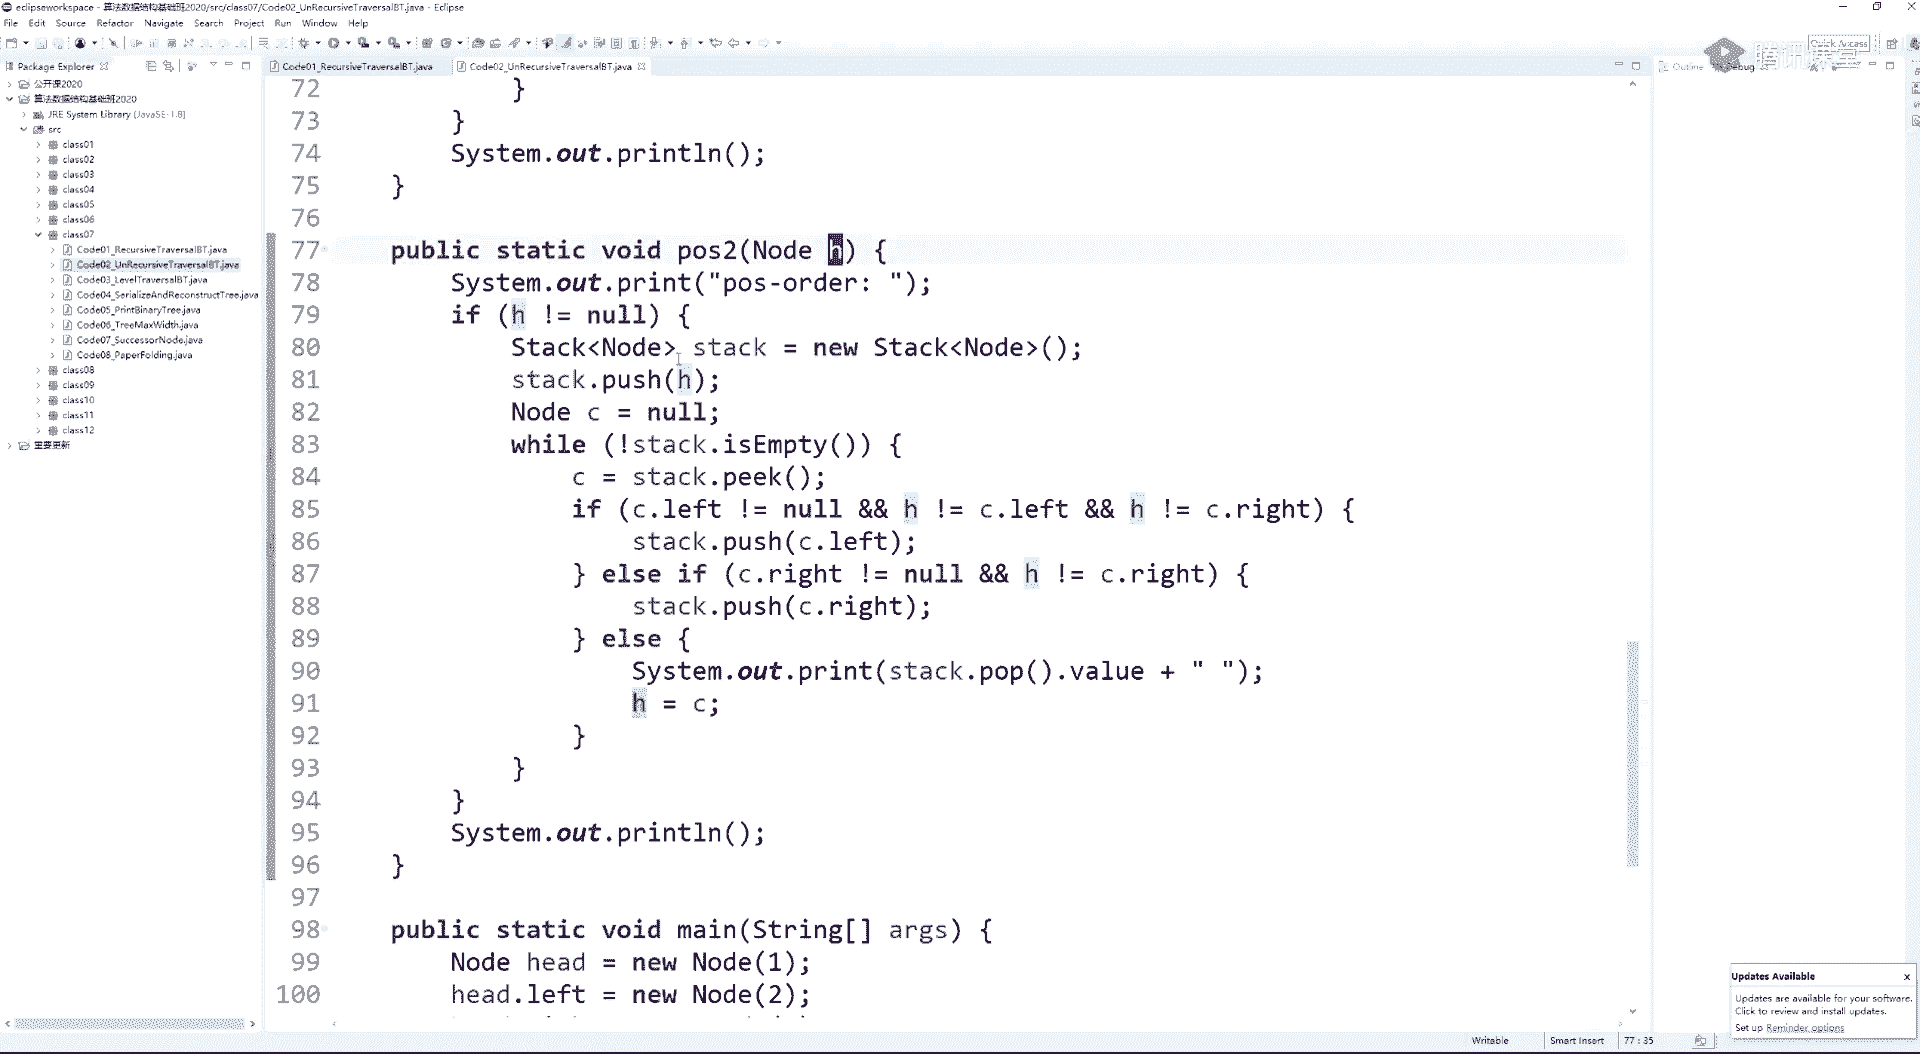 eclipseworkspace - 算法数据结构基础班2020/src/class07/Code02_UnRecursiveTraversalBT.java - Eclipse
File Edit Source Refactor Navigate Search Project Run Window Help
Quick Access
腾讯课堂
Package Explorer
Code01_RecursiveTraversalBT.java
Code02_UnRecursiveTraversalBT.java
Outline
Debug
公开课2020
算法数据结构基础班2020
JRE System Library [JavaSE-1.8]
src
class01
class02
class03
class04
class05
class06
class07
Code01_RecursiveTraversalBT.java
Code02_UnRecursiveTraversalBT.java
Code03_LevelTraversalBT.java
Code04_SerializeAndReconstructTree.java
Code05_PrintBinaryTree.java
Code06_TreeMaxWidth.java
Code07_SuccessorNode.java
Code08_PaperFolding.java
class08
class09
class10
class11
class12
重要更新
72 }
73 }
74 System.out.println();
75 }
76
77 public static void pos2(Node h) {
78 System.out.print("pos-order: ");
79 if (h != null) {
80 Stack<Node> stack = new Stack<Node>();
81 stack.push(h);
82 Node c = null;
83 while (!stack.isEmpty()) {
84 c = stack.peek();
85 if (c.left != null && h != c.left && h != c.right) {
86 stack.push(c.left);
87 } else if (c.right != null && h != c.right) {
88 stack.push(c.right);
89 } else {
90 System.out.print(stack.pop().value + " ");
91 h = c;
92 }
93 }
94 }
95 System.out.println();
96 }
97
98 public static void main(String[] args) {
99 Node head = new Node(1);
100 head.left = new Node(2);
Updates Available
Updates are available for your software.
Click to review and install updates.
Set up Reminder options
Writable Smart Insert 77 : 35